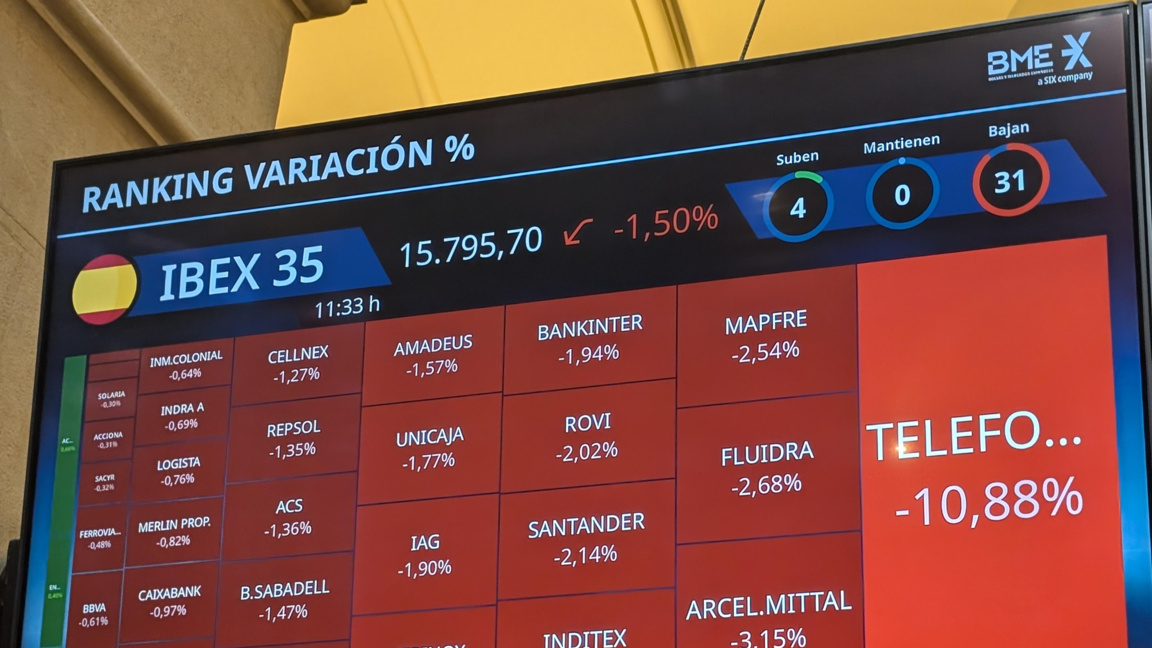 BME X
a SIX company
RANKING VARIACIÓN %
Suben
4
Mantienen
0
Bajan
31
IBEX 35
15.795,70
-1,50%
11:33 h
AC...
EN...
SOLARIA
-0,30%
ACCIONA
-0,31%
SACYR
-0,32%
FERROVIA...
-0,48%
BBVA
-0,61%
INM.COLONIAL
-0,64%
INDRA A
-0,69%
LOGISTA
-0,76%
MERLIN PROP.
-0,82%
CAIXABANK
-0,97%
CELLNEX
-1,27%
REPSOL
-1,35%
ACS
-1,36%
B.SABADELL
-1,47%
AMADEUS
-1,57%
UNICAJA
-1,77%
IAG
-1,90%
BANKINTER
-1,94%
ROVI
-2,02%
SANTANDER
-2,14%
INDITEX
MAPFRE
-2,54%
FLUIDRA
-2,68%
ARCEL.MITTAL
-3,15%
TELEFO...
-10,88%